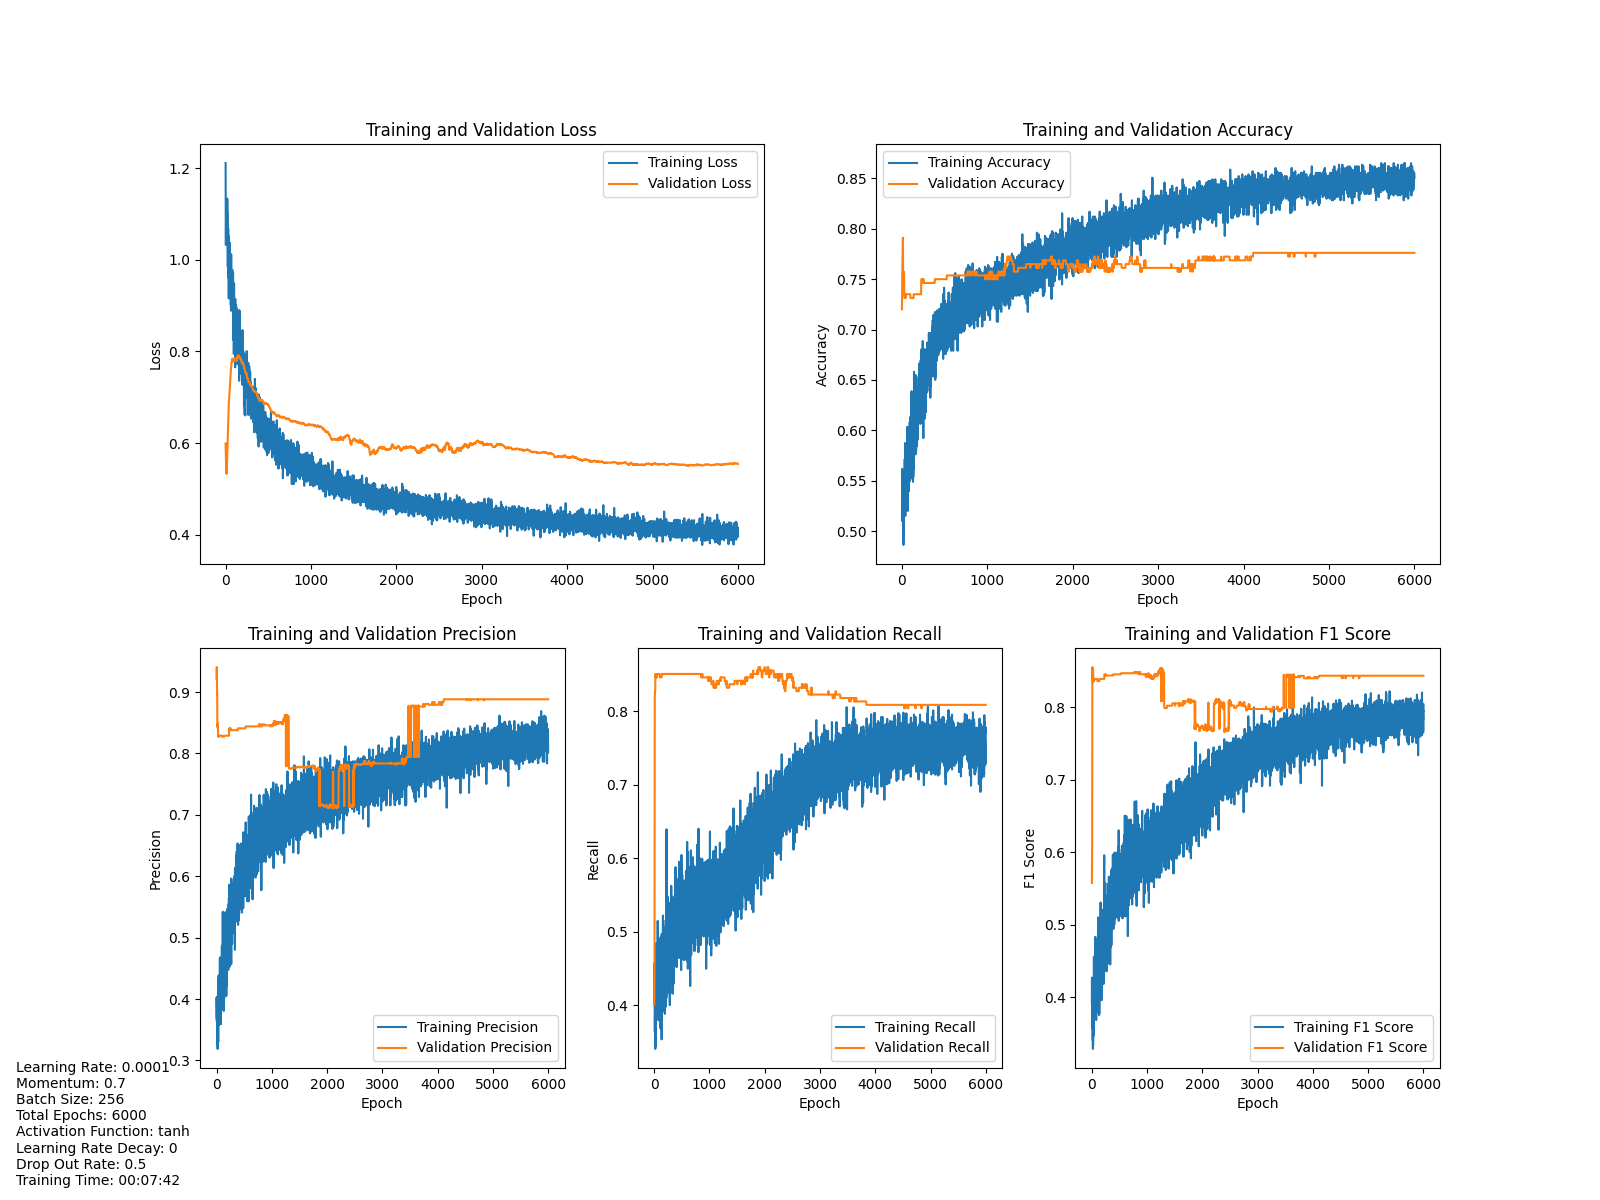 Training and Validation Loss
1.2
1.0
0.8
0.6
0.4
Loss
0
1000
2000
3000
4000
5000
6000
Epoch
Training Loss
Validation Loss
Training and Validation Accuracy
0.85
0.80
0.75
0.70
0.65
0.60
0.55
0.50
Accuracy
0
1000
2000
3000
4000
5000
6000
Epoch
Training Accuracy
Validation Accuracy
Training and Validation Precision
0.9
0.8
0.7
0.6
0.5
0.4
0.3
Precision
0
1000
2000
3000
4000
5000
6000
Epoch
Training Precision
Validation Precision
Training and Validation Recall
0.8
0.7
0.6
0.5
0.4
Recall
0
1000
2000
3000
4000
5000
6000
Epoch
Training Recall
Validation Recall
Training and Validation F1 Score
0.8
0.7
0.6
0.5
0.4
F1 Score
0
1000
2000
3000
4000
5000
6000
Epoch
Training F1 Score
Validation F1 Score
Learning Rate: 0.0001
Momentum: 0.7
Batch Size: 256
Total Epochs: 6000
Activation Function: tanh
Learning Rate Decay: 0
Drop Out Rate: 0.5
Training Time: 00:07:42